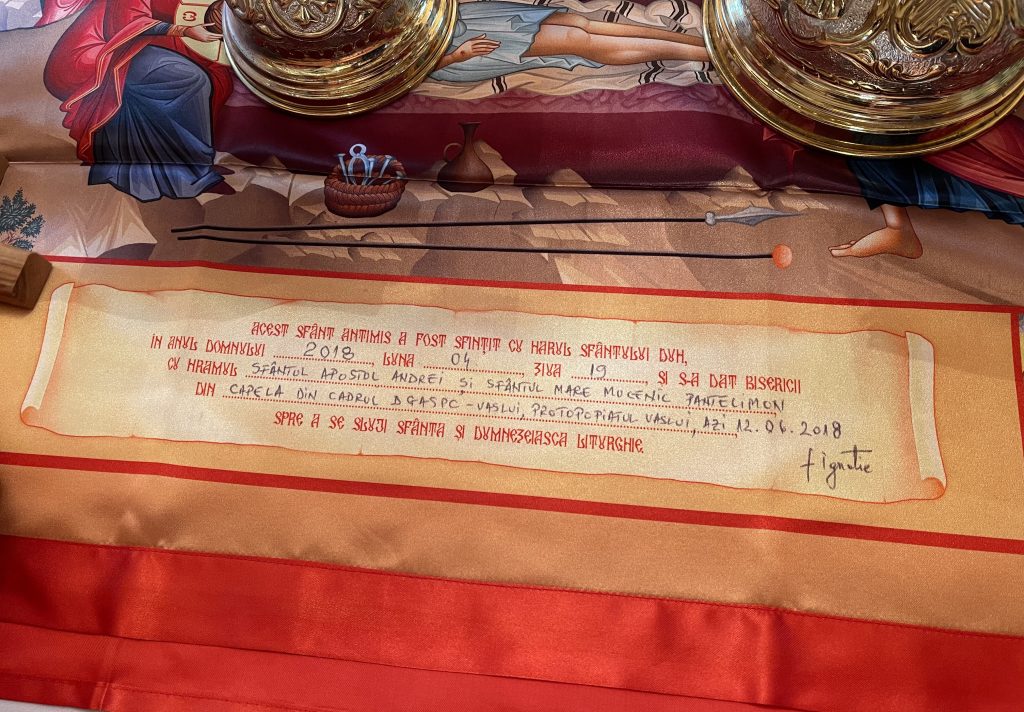 ACEST SFÂNT ANTIMIS A FOST SFINȚIT CU HARUL SFÂNTULUI DUH,
ÎN ANUL DOMNULUI 2018, LUNA 04, ZIUA 19 ȘI S-A DAT BISERICII
CU HRAMUL SFÂNTUL APOSTOL ANDREI ȘI SFÂNTUL MARE MUCENIC PANTELIMON
DIN CAPELA DIN CADRUL DGASPC-VASLUI, PROTOPOPIATUL VASLUI, AZI 12.06.2018
SPRE A SE SLUJI SFÂNTA ȘI DUMNEZEIASCA LITURGHIE
† Ignatie